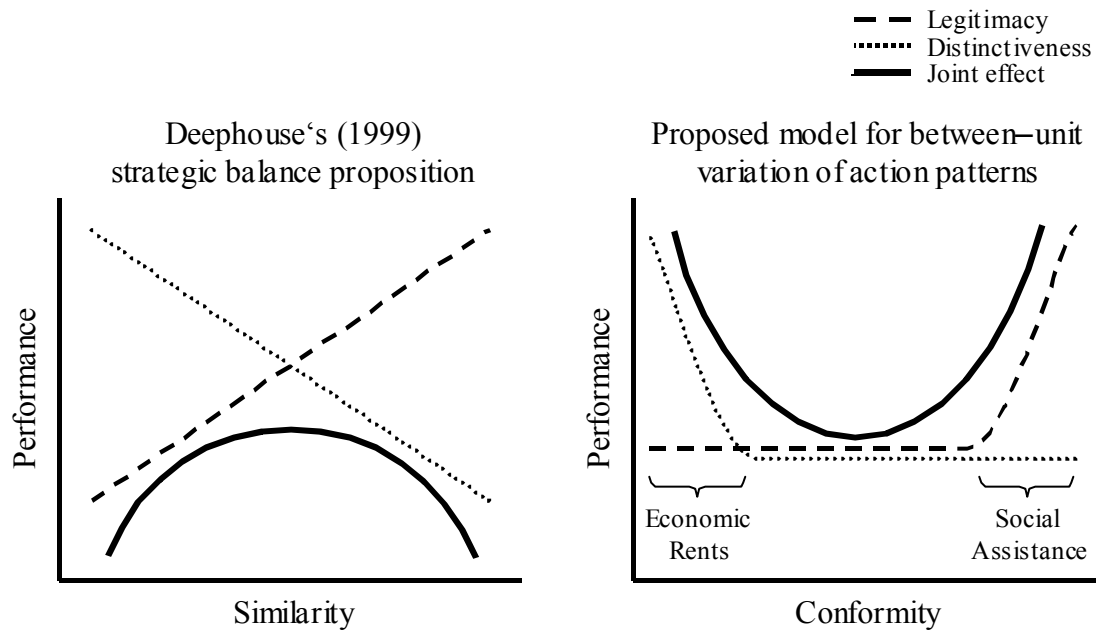 Legitimacy
Distinctiveness
Joint effect
Deephouse‘s (1999)
strategic balance proposition
Performance
Similarity
Proposed model for between–unit
variation of action patterns
Performance
Economic
Rents
Social
Assistance
Conformity